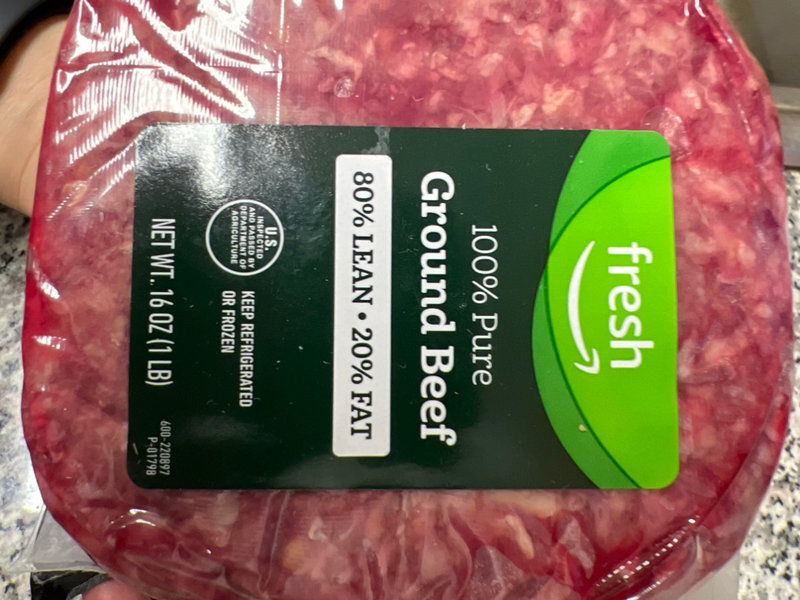 fresh
100% Pure
Ground Beef
80% LEAN • 20% FAT
U.S.
INSPECTED
AND PASSED BY
DEPARTMENT OF
AGRICULTURE
KEEP REFRIGERATED
OR FROZEN
NET WT. 16 OZ (1 LB)
600-220897
P-01798